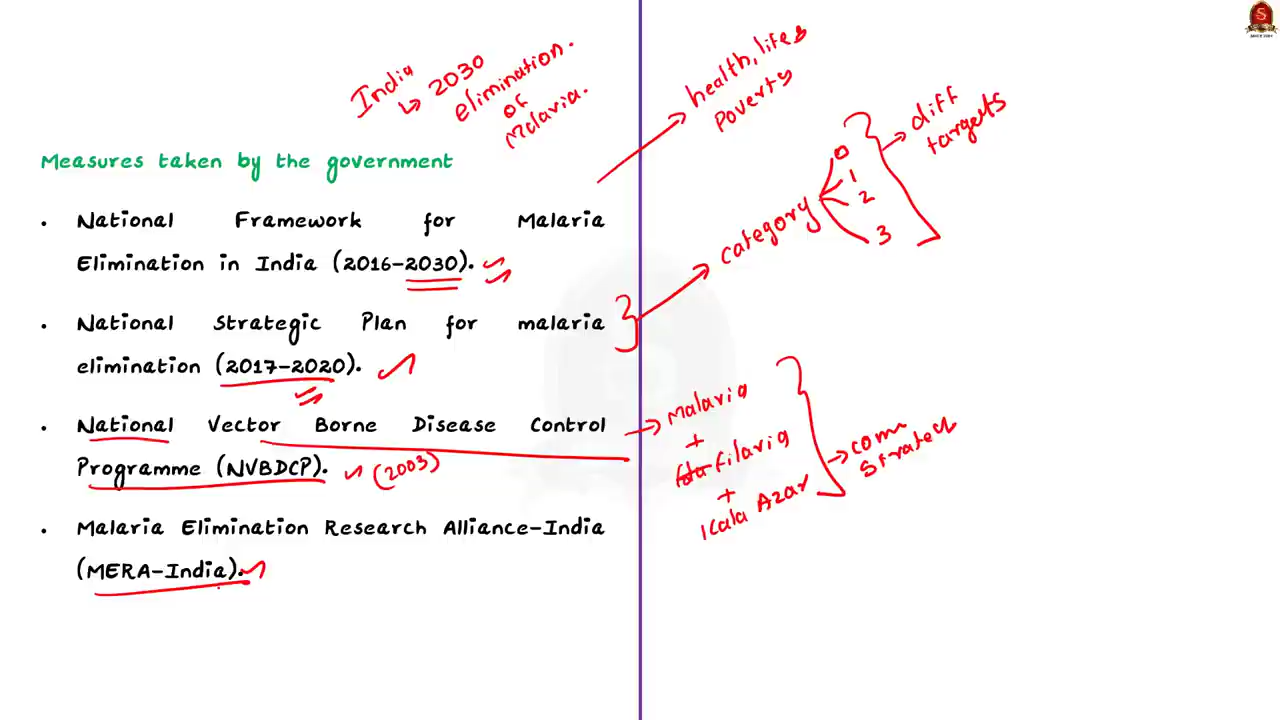 India
↳ 2030
elimination.
of
Malaria.
Measures taken by the government
• National Framework for Malaria
Elimination in India (2016-2030).
• National Strategic Plan for malaria
elimination (2017-2020).
• National Vector Borne Disease Control
Programme (NVBDCP). (2003)
• Malaria Elimination Research Alliance-India
(MERA-India).
health, lifes
poverty
category
0
1
2
3
diff
targets
Malaria
+
Filaria
+
Kala Azar
com
S